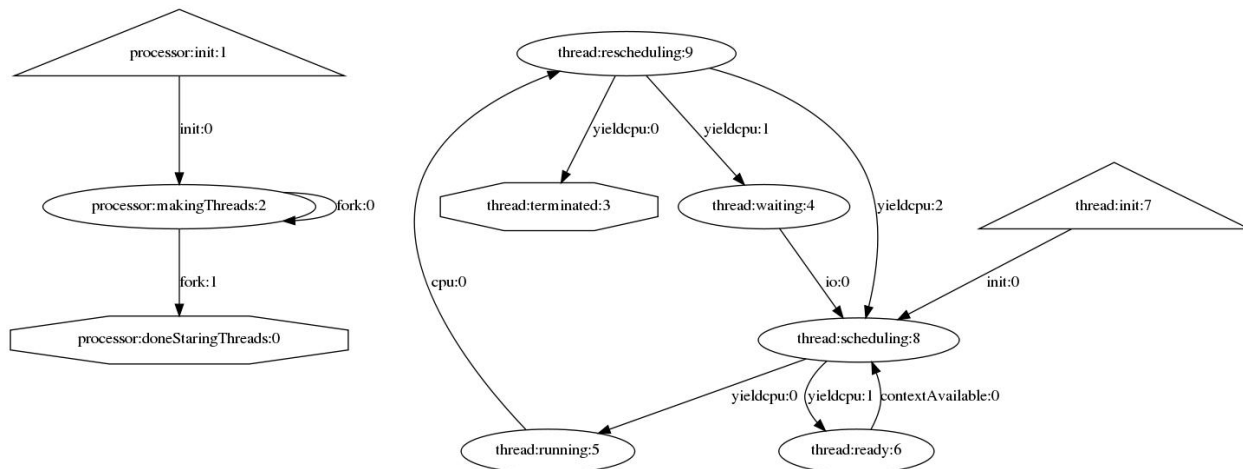 processor:init:1
init:0
processor:makingThreads:2
fork:0
fork:1
processor:doneStaringThreads:0
thread:rescheduling:9
yieldcpu:0
yieldcpu:1
thread:terminated:3
thread:waiting:4
yieldcpu:2
thread:init:7
cpu:0
io:0
init:0
thread:scheduling:8
yieldcpu:0
yieldcpu:1
contextAvailable:0
thread:running:5
thread:ready:6